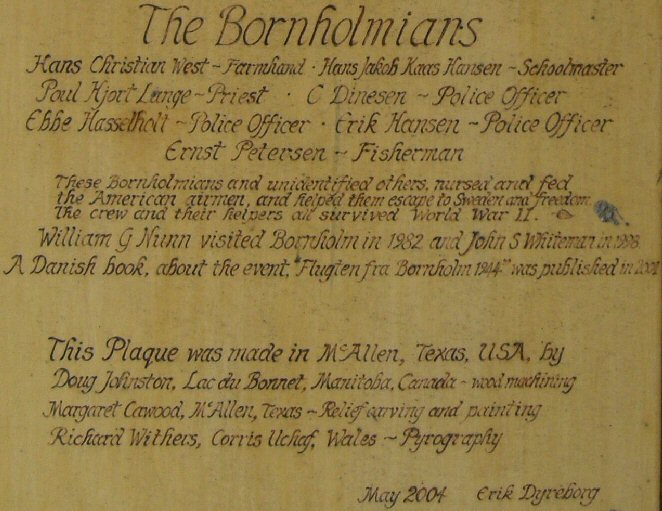 The Bornholmians
Hans Christian West ~ Farmhand · Hans Jakob Kaas Hansen ~ Schoolmaster
Poul Hjort Lange ~ Priest · C Dinesen ~ Police Officer
Ebbe Hasselholt ~ Police Officer · Erik Hansen ~ Police Officer
Ernst Petersen ~ Fisherman
These Bornholmians and unidentified others, nursed and fed
the American airmen, and helped them escape to Sweden and freedom.
The crew and their helpers all survived World War II.
William G Nunn visited Bornholm in 1982 and John S Whiteman in 1998.
A Danish book, about the event, "Flugten fra Bornholm 1944" was published in
This Plaque was made in McAllen, Texas, USA, by
Doug Johnston, Lac du Bonnet, Manitoba, Canada ~ wood machining
Margaret Cawood, McAllen, Texas ~ Relief carving and painting
Richard Withers, Corris Uchaf, Wales ~ Pyrography
May 2004 Erik Dyreborg